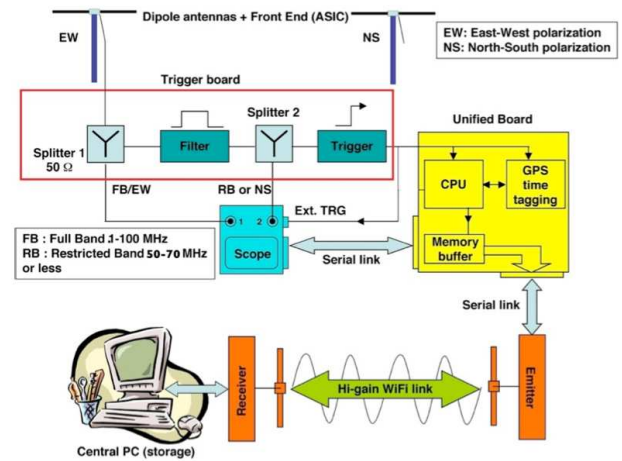 Dipole antennas + Front End (ASIC)
EW
NS
EW: East-West polarization
NS: North-South polarization
Trigger board
Splitter 2
Splitter 1
50 Ω
Filter
Trigger
Unified Board
CPU
GPS
time
tagging
FB/EW
RB or NS
Ext. TRG
1
2
Scope
Memory
buffer
FB : Full Band 1-100 MHz
RB : Restricted Band 50-70 MHz
or less
Serial link
Serial link
Receiver
Hi-gain WiFi link
Emitter
Central PC (storage)